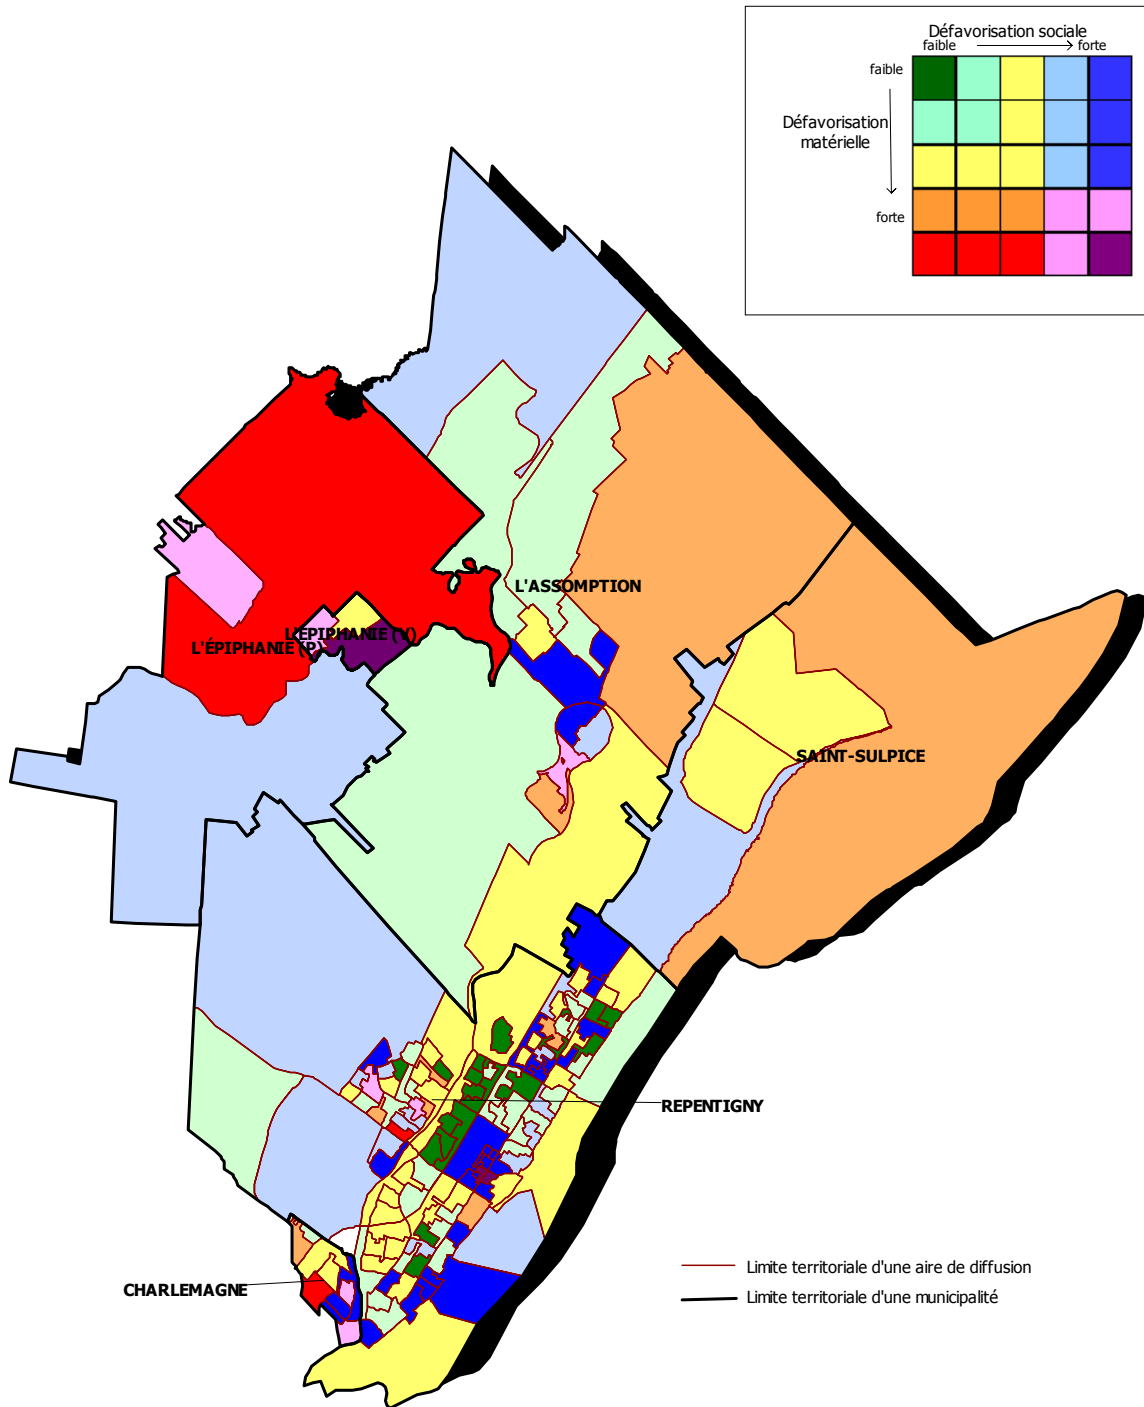 Défavorisation sociale
faible
forte
faible
Défavorisation
matérielle
forte
L'ASSOMPTION
L'ÉPIPHANIE (V)
L'ÉPIPHANIE (P)
SAINT-SULPICE
REPENTIGNY
CHARLEMAGNE
Limite territoriale d'une aire de diffusion
Limite territoriale d'une municipalité